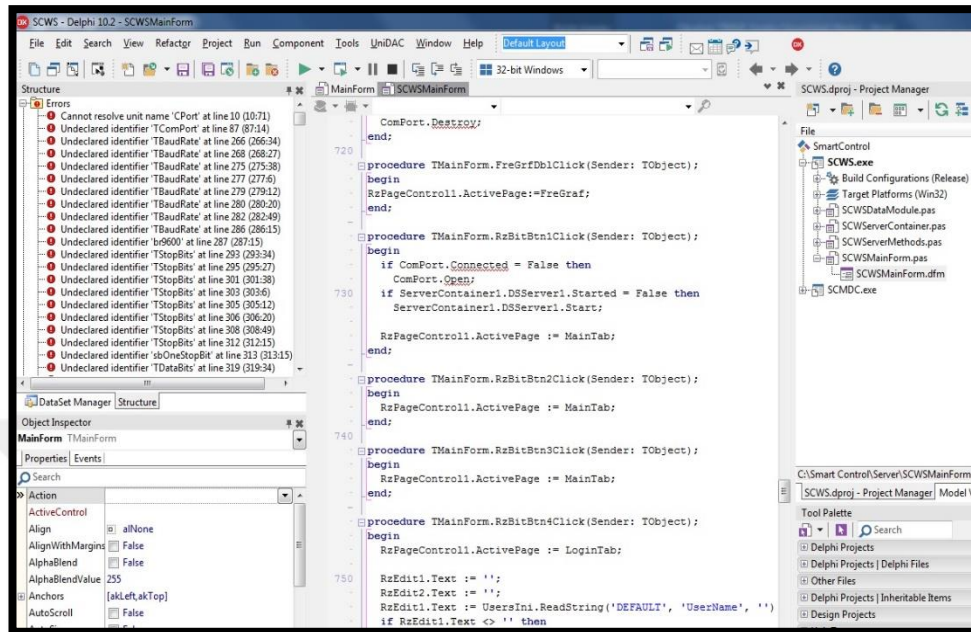 SCWS - Delphi 10.2 - SCWSMainForm
File Edit Search View Refactor Project Run Component Tools UniDAC Window Help Default Layout
32-bit Windows
Structure
Errors
Cannot resolve unit name 'CPort' at line 10 (10:71)
Undeclared identifier 'TComPort' at line 87 (87:14)
Undeclared identifier 'TBaudRate' at line 266 (266:34)
Undeclared identifier 'TBaudRate' at line 268 (268:27)
Undeclared identifier 'TBaudRate' at line 275 (275:38)
Undeclared identifier 'TBaudRate' at line 277 (277:6)
Undeclared identifier 'TBaudRate' at line 279 (279:12)
Undeclared identifier 'TBaudRate' at line 280 (280:20)
Undeclared identifier 'TBaudRate' at line 282 (282:49)
Undeclared identifier 'TBaudRate' at line 286 (286:15)
Undeclared identifier 'br9600' at line 287 (287:15)
Undeclared identifier 'TStopBits' at line 293 (293:34)
Undeclared identifier 'TStopBits' at line 295 (295:27)
Undeclared identifier 'TStopBits' at line 301 (301:38)
Undeclared identifier 'TStopBits' at line 303 (303:6)
Undeclared identifier 'TStopBits' at line 305 (305:12)
Undeclared identifier 'TStopBits' at line 306 (306:20)
Undeclared identifier 'TStopBits' at line 308 (308:49)
Undeclared identifier 'TStopBits' at line 312 (312:15)
Undeclared identifier 'sbOneStopBit' at line 313 (313:15)
Undeclared identifier 'TDataBits' at line 319 (319:34)
DataSet Manager Structure
Object Inspector
MainForm TMainForm
Properties Events
Search
Action
ActiveControl
Align alNone
AlignWithMargins False
AlphaBlend False
AlphaBlendValue 255
Anchors [akLeft,akTop]
AutoScroll False
MainForm SCWSMainForm
ComPort.Destroy;
end;
720
procedure TMainForm.FreGrfDblClick(Sender: TObject);
begin
RzPageControl1.ActivePage:=FreGraf;
end;
procedure TMainForm.RzBitBtn1Click(Sender: TObject);
begin
if ComPort.Connected = False then
ComPort.Open;
730 if ServerContainer1.DSServer1.Started = False then
ServerContainer1.DSServer1.Start;
RzPageControl1.ActivePage := MainTab;
end;
procedure TMainForm.RzBitBtn2Click(Sender: TObject);
begin
RzPageControl1.ActivePage := MainTab;
end;
740
procedure TMainForm.RzBitBtn3Click(Sender: TObject);
begin
RzPageControl1.ActivePage := MainTab;
end;
procedure TMainForm.RzBitBtn4Click(Sender: TObject);
begin
RzPageControl1.ActivePage := LoginTab;
750 RzEdit1.Text := '';
RzEdit2.Text := '';
RzEdit1.Text := UsersIni.ReadString('DEFAULT', 'UserName', '')
if RzEdit1.Text <> '' then
SCWS.dproj - Project Manager
File
SmartControl
SCWS.exe
Build Configurations (Release)
Target Platforms (Win32)
SCWSDataModule.pas
SCWSServerContainer.pas
SCWSServerMethods.pas
SCWSMainForm.pas
SCWSMainForm.dfm
SCMDC.exe
C:\Smart Control\Server\SCWSMainForm
SCWS.dproj - Project Manager Model
Tool Palette
Search
Delphi Projects
Delphi Projects | Delphi Files
Other Files
Delphi Projects | Inheritable Items
Design Projects